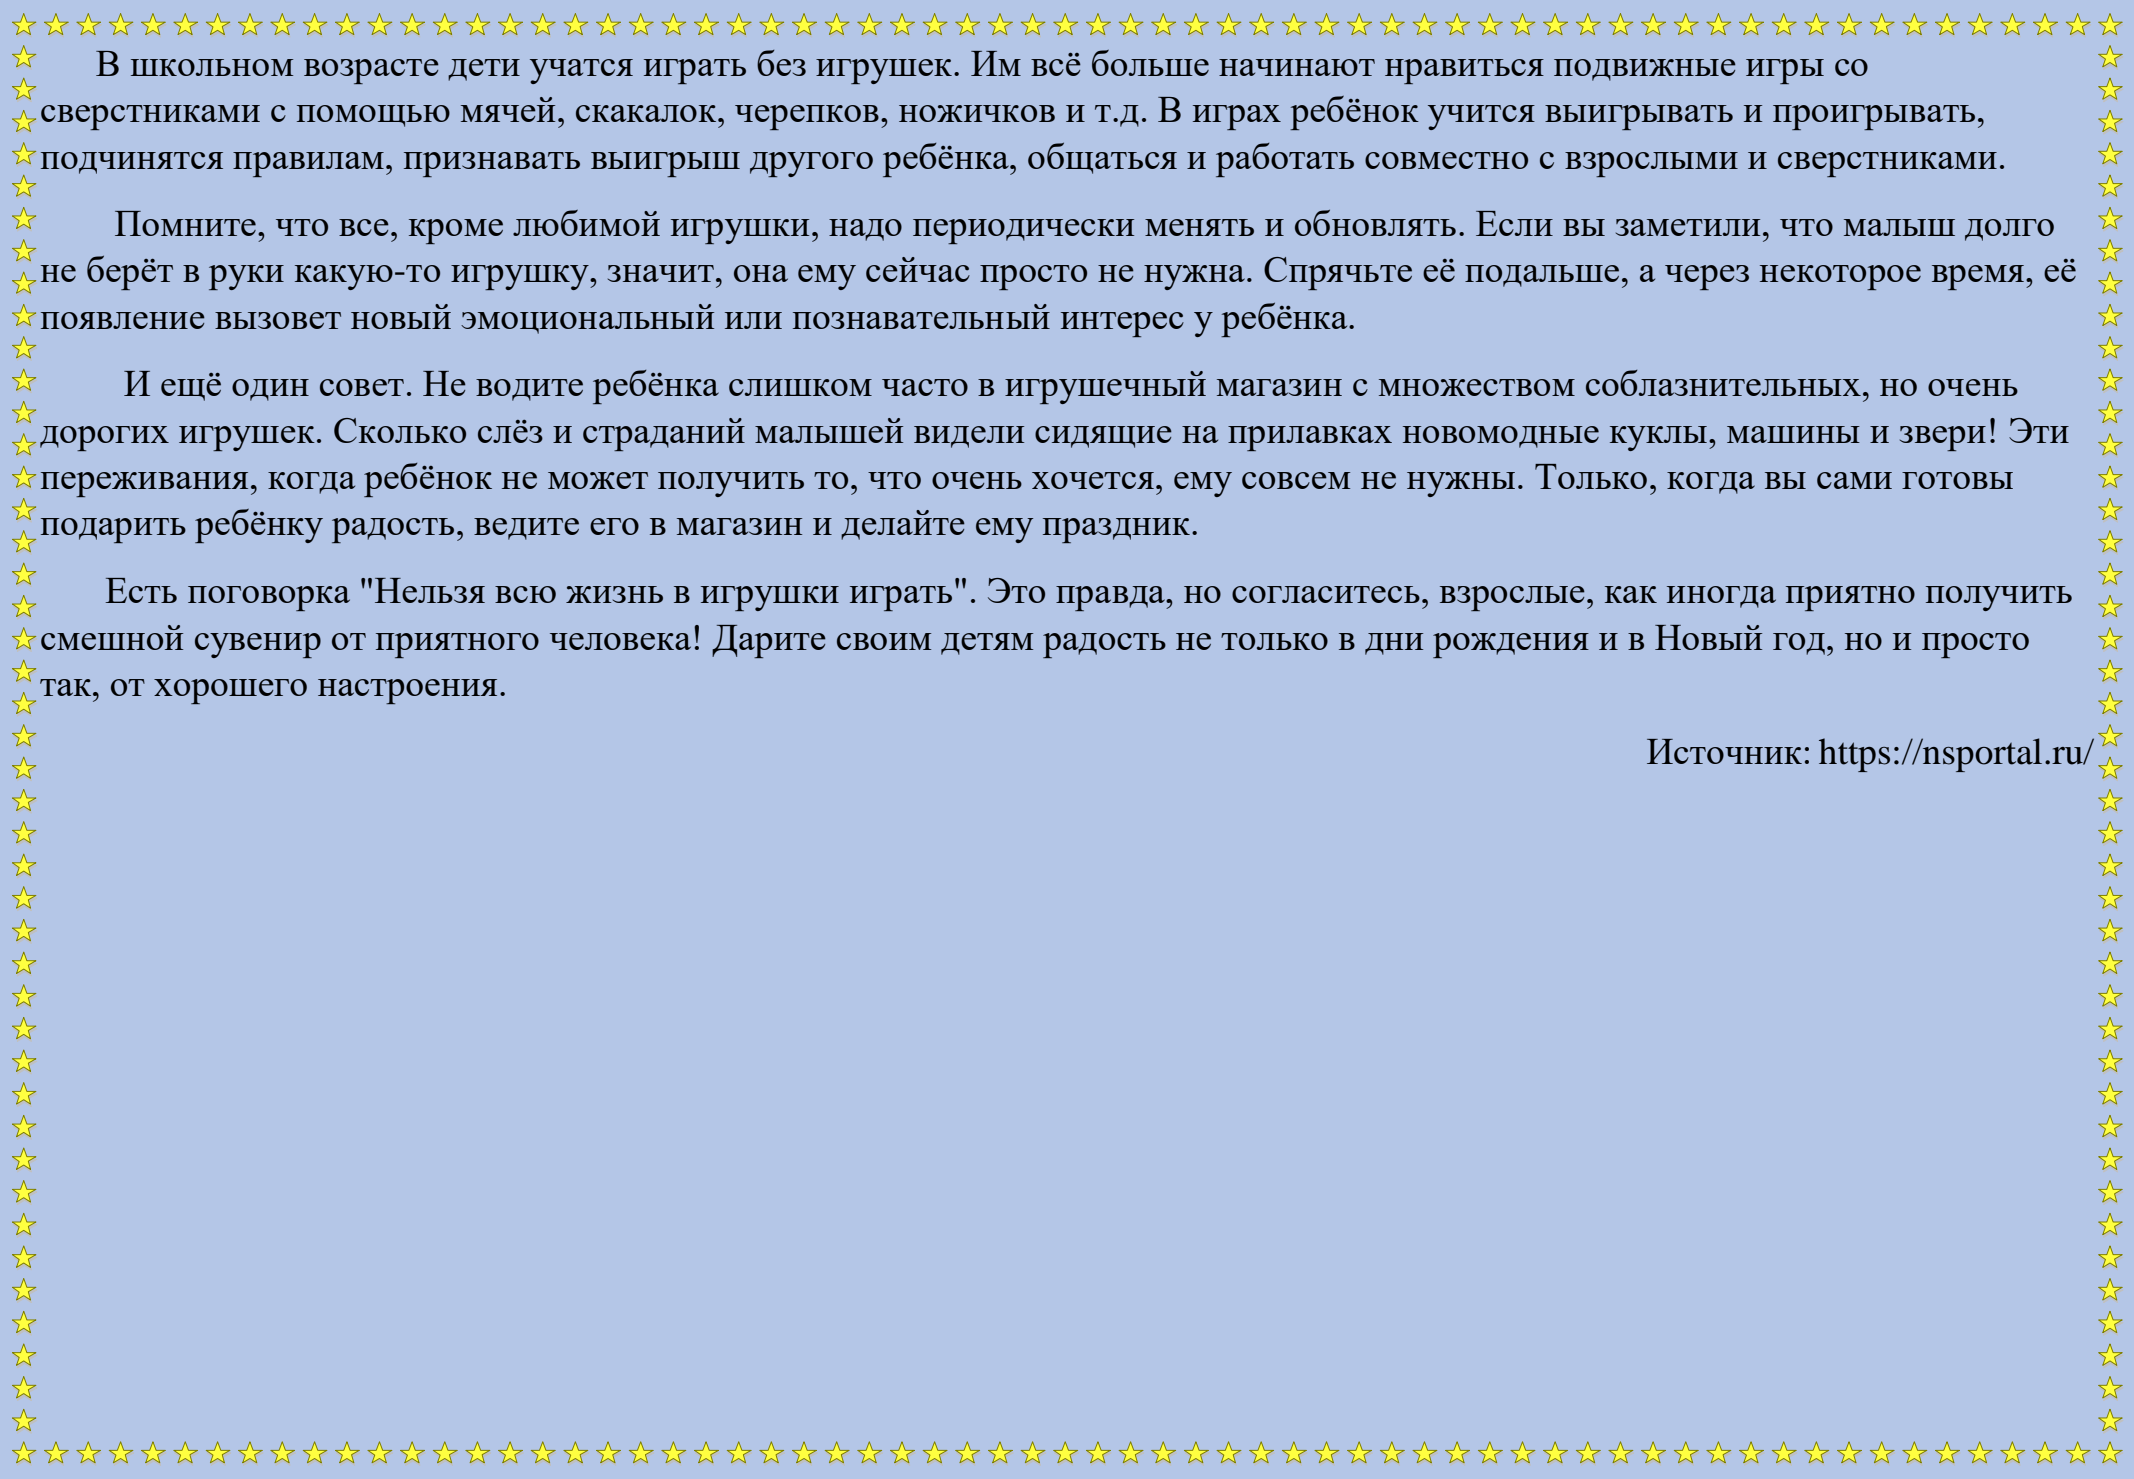 В школьном возрасте дети учатся играть без игрушек. Им всё больше начинают нравиться подвижные игры со
сверстниками с помощью мячей, скакалок, черепков, ножичков и т.д. В играх ребёнок учится выигрывать и проигрывать,
подчинятся правилам, признавать выигрыш другого ребёнка, общаться и работать совместно с взрослыми и сверстниками.
Помните, что все, кроме любимой игрушки, надо периодически менять и обновлять. Если вы заметили, что малыш долго
не берёт в руки какую-то игрушку, значит, она ему сейчас просто не нужна. Спрячьте её подальше, а через некоторое время, её
появление вызовет новый эмоциональный или познавательный интерес у ребёнка.
И ещё один совет. Не водите ребёнка слишком часто в игрушечный магазин с множеством соблазнительных, но очень
дорогих игрушек. Сколько слёз и страданий малышей видели сидящие на прилавках новомодные куклы, машины и звери! Эти
переживания, когда ребёнок не может получить то, что очень хочется, ему совсем не нужны. Только, когда вы сами готовы
подарить ребёнку радость, ведите его в магазин и делайте ему праздник.
Есть поговорка "Нельзя всю жизнь в игрушки играть". Это правда, но согласитесь, взрослые, как иногда приятно получить
смешной сувенир от приятного человека! Дарите своим детям радость не только в дни рождения и в Новый год, но и просто
так, от хорошего настроения.
Источник: https://nsportal.ru/